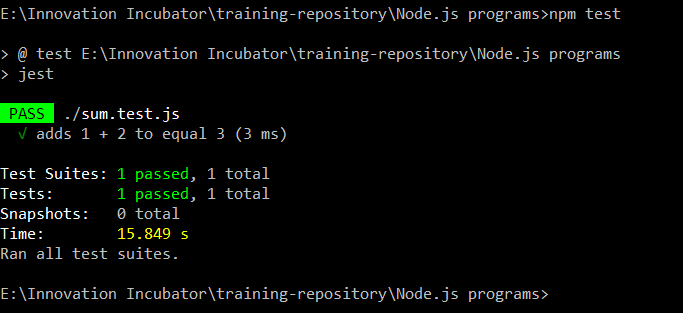 E:\Innovation Incubator\training-repository\Node.js programs>npm test
> @ test E:\Innovation Incubator\training-repository\Node.js programs
> jest
PASS ./sum.test.js
√ adds 1 + 2 to equal 3 (3 ms)
Test Suites: 1 passed, 1 total
Tests: 1 passed, 1 total
Snapshots: 0 total
Time: 15.849 s
Ran all test suites.
E:\Innovation Incubator\training-repository\Node.js programs>